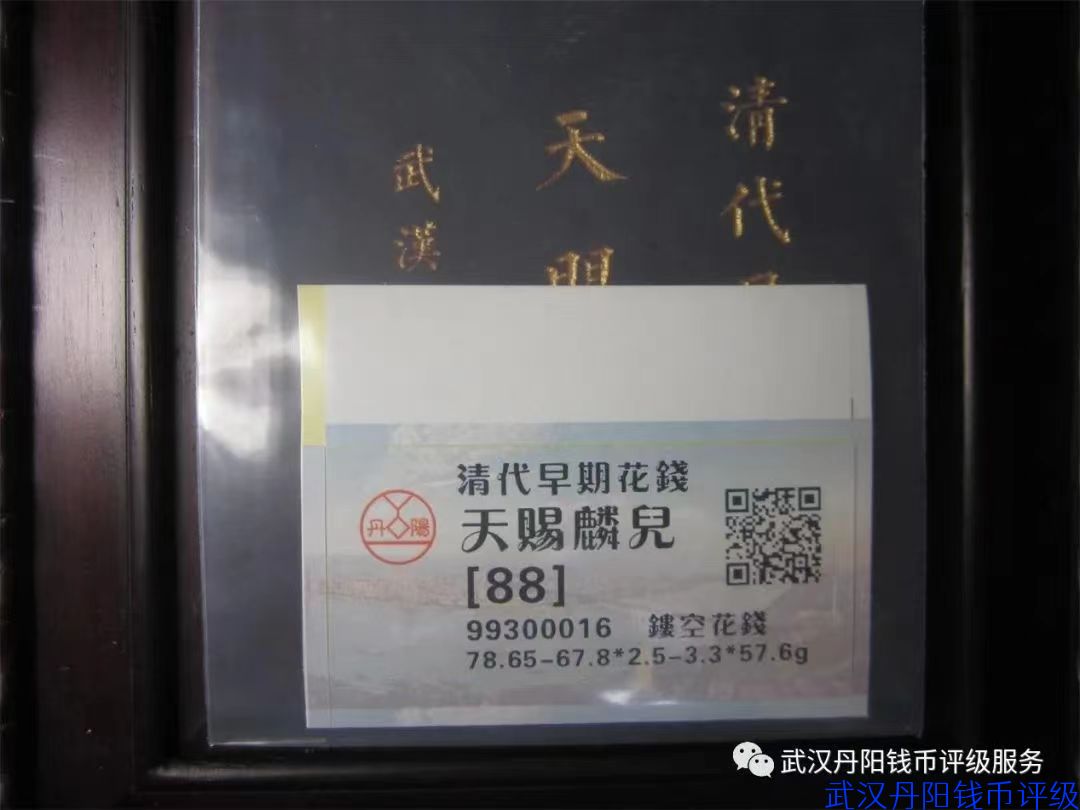 清代
天
武漢
清代早期花錢
丹陽
天賜麟兒
[88]
99300016 鏤空花錢
78.65-67.8*2.5-3.3*57.6g
武汉丹阳钱币评级服务
武汉丹阳钱币评级